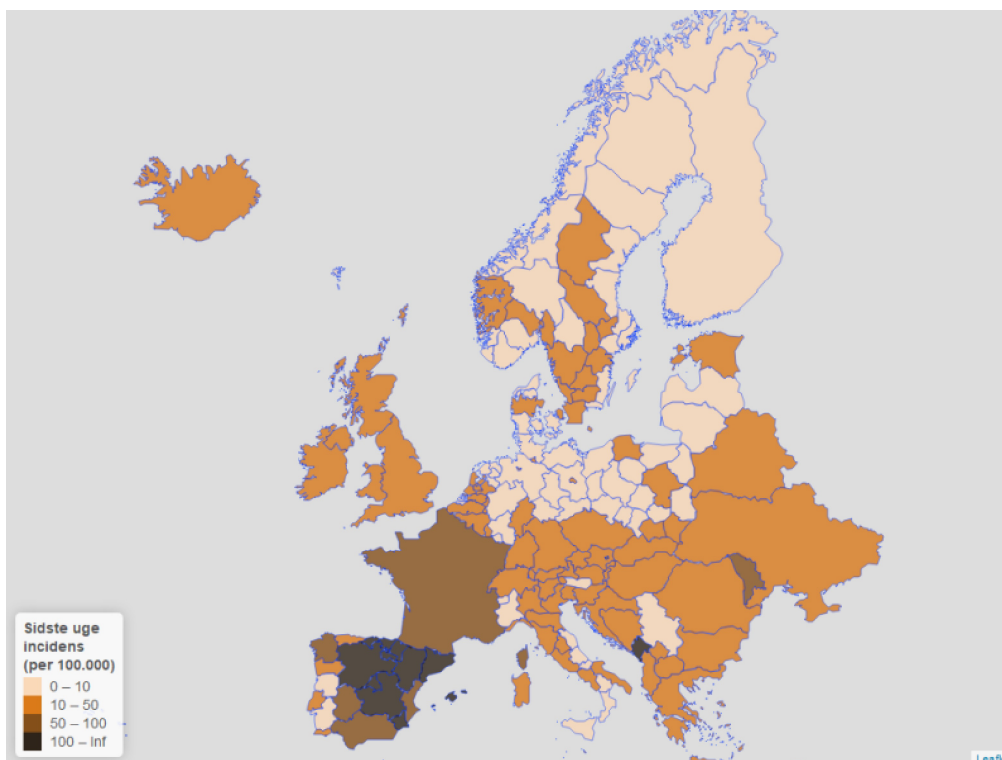 Sidste uge
incidens
(per 100.000)
0 – 10
10 – 50
50 – 100
100 – Inf